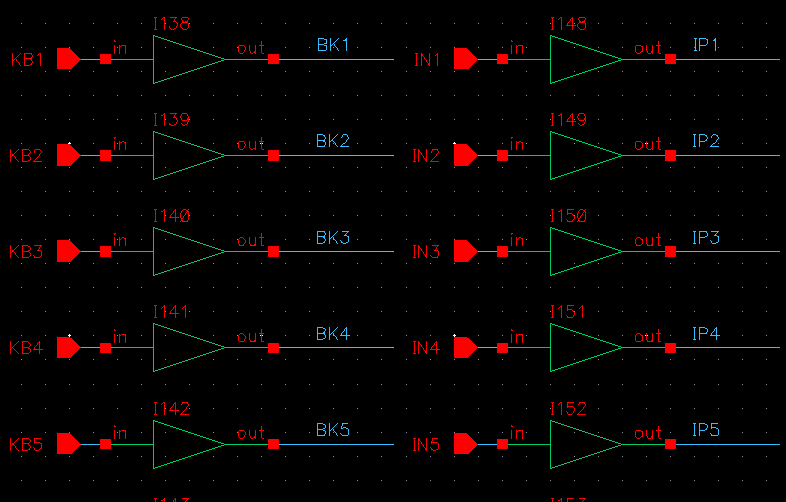 I138 I148
KB1 in out BK1 IN1 in out IP1
I139 I149
KB2 in out BK2 IN2 in out IP2
I140 I150
KB3 in out BK3 IN3 in out IP3
I141 I151
KB4 in out BK4 IN4 in out IP4
I142 I152
KB5 in out BK5 IN5 in out IP5